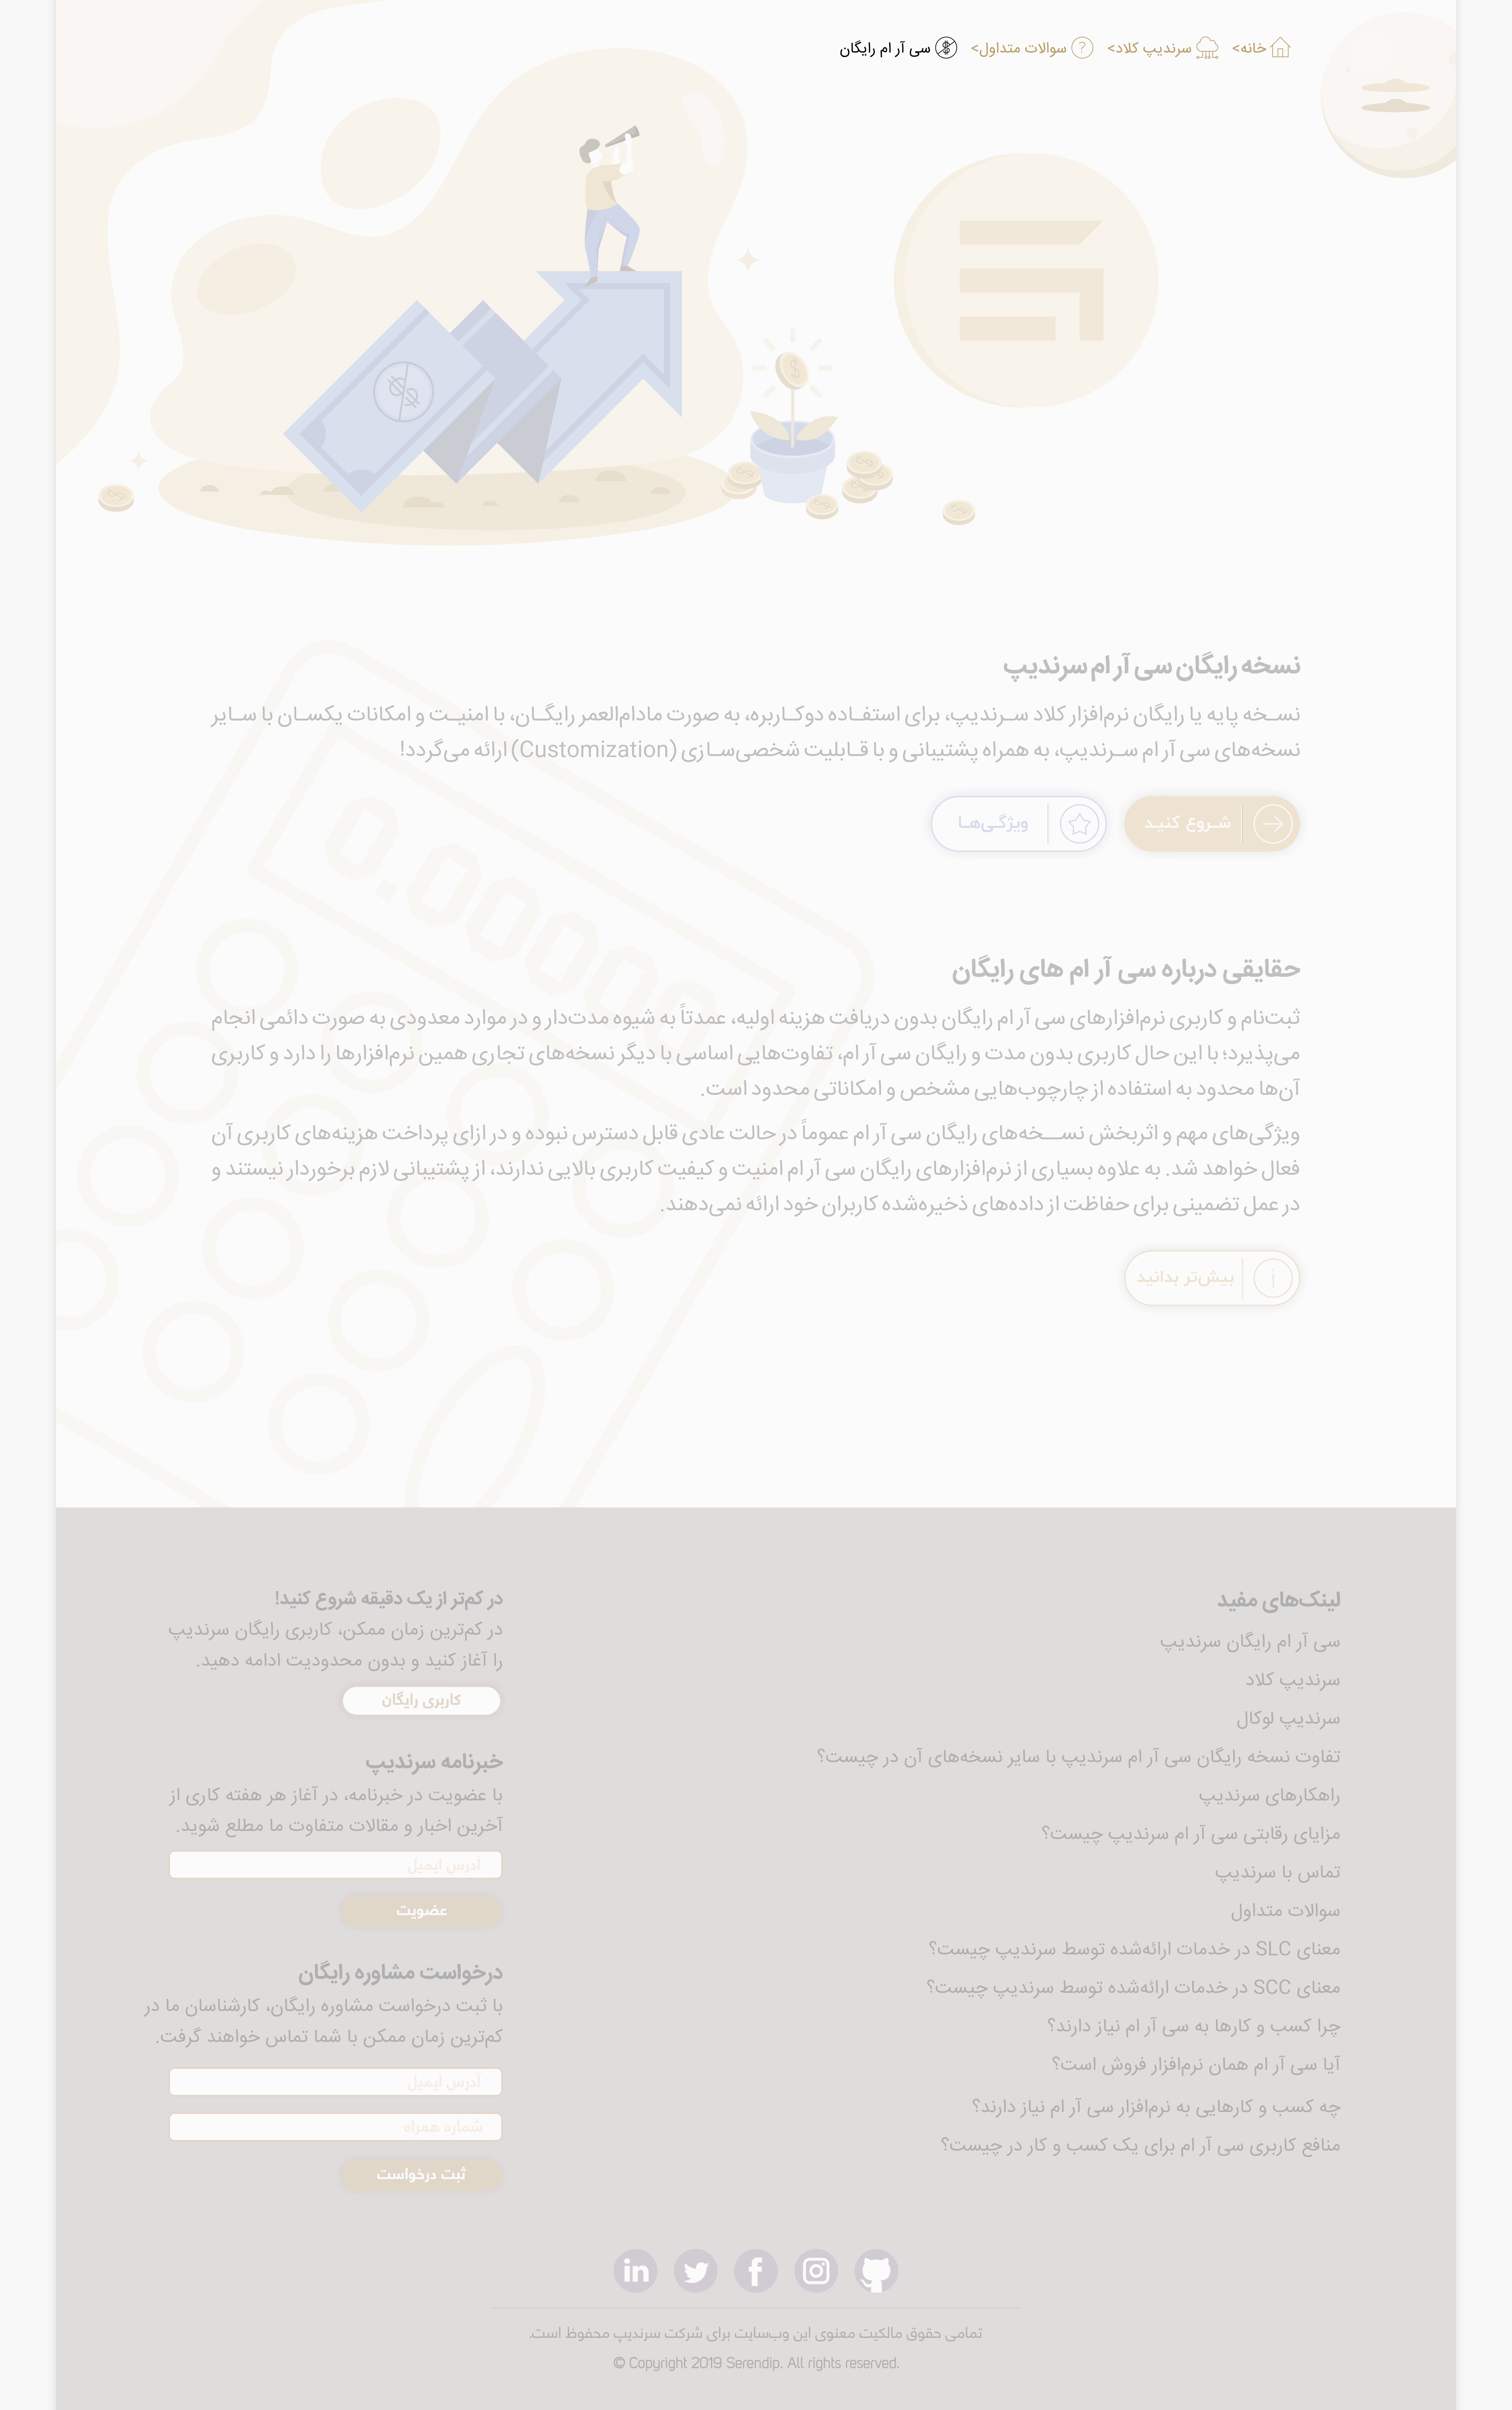 خانه> سرندیپ کلاد> سوالات متداول> سی آر ام رایگان
نسخه رایگان سی آر ام سرندیپ
نسـخه پایه یا رایگان نرم‌افزار کلاد سـرندیپ، برای استفـاده دوکـاربره، به صورت مادام‌العمر رایگـان، با امنیـت و امکانات یکسـان با سـایر
نسخه‌های سی آر ام سـرندیپ، به همراه پشتیبانی و با قـابلیت شخصی‌سـازی (Customization) ارائه می‌گردد!
شـروع کنیـد
ویژگـی‌هـا
0.00000
حقایقی درباره سی آر ام های رایگان
ثبت‌نام و کاربری نرم‌افزارهای سی آر ام رایگان بدون دریافت هزینه اولیه، عمدتاً به شیوه مدت‌دار و در موارد معدودی به صورت دائمی انجام
می‌پذیرد؛ با این حال کاربری بدون مدت و رایگان سی آر ام، تفاوت‌هایی اساسی با دیگر نسخه‌های تجاری همین نرم‌افزارها را دارد و کاربری
آن‌ها محدود به استفاده از چارچوب‌هایی مشخص و امکاناتی محدود است.
ویژگی‌های مهم و اثربخش نســخه‌های رایگان سی آر ام عموماً در حالت عادی قابل دسترس نبوده و در ازای پرداخت هزینه‌های کاربری آن
فعال خواهد شد. به علاوه بسیاری از نرم‌افزارهای رایگان سی آر ام امنیت و کیفیت کاربری بالایی ندارند، از پشتیبانی لازم برخوردار نیستند و
در عمل تضمینی برای حفاظت از داده‌های ذخیره‌شده کاربران خود ارائه نمی‌دهند.
بیش‌تر بدانید
لینک‌های مفید
سی آر ام رایگان سرندیپ
سرندیپ کلاد
سرندیپ لوکال
تفاوت نسخه رایگان سی آر ام سرندیپ با سایر نسخه‌های آن در چیست؟
راهکارهای سرندیپ
مزایای رقابتی سی آر ام سرندیپ چیست؟
تماس با سرندیپ
سوالات متداول
معنای SLC در خدمات ارائه‌شده توسط سرندیپ چیست؟
معنای SCC در خدمات ارائه‌شده توسط سرندیپ چیست؟
چرا کسب و کارها به سی آر ام نیاز دارند؟
آیا سی آر ام همان نرم‌افزار فروش است؟
چه کسب و کارهایی به نرم‌افزار سی آر ام نیاز دارند؟
منافع کاربری سی آر ام برای یک کسب و کار در چیست؟
در کم‌تر از یک دقیقه شروع کنید!
در کم‌ترین زمان ممکن، کاربری رایگان سرندیپ
را آغاز کنید و بدون محدودیت ادامه دهید.
کاربری رایگان
خبرنامه سرندیپ
با عضویت در خبرنامه، در آغاز هر هفته کاری از
آخرین اخبار و مقالات متفاوت ما مطلع شوید.
آدرس ایمیل
عضویت
درخواست مشاوره رایگان
با ثبت درخواست مشاوره رایگان، کارشناسان ما در
کم‌ترین زمان ممکن با شما تماس خواهند گرفت.
آدرس ایمیل
شماره همراه
ثبت درخواست
تمامی حقوق مالکیت معنوی این وب‌سایت برای شرکت سرندیپ محفوظ است.
© Copyright 2019 Serendip. All rights reserved.